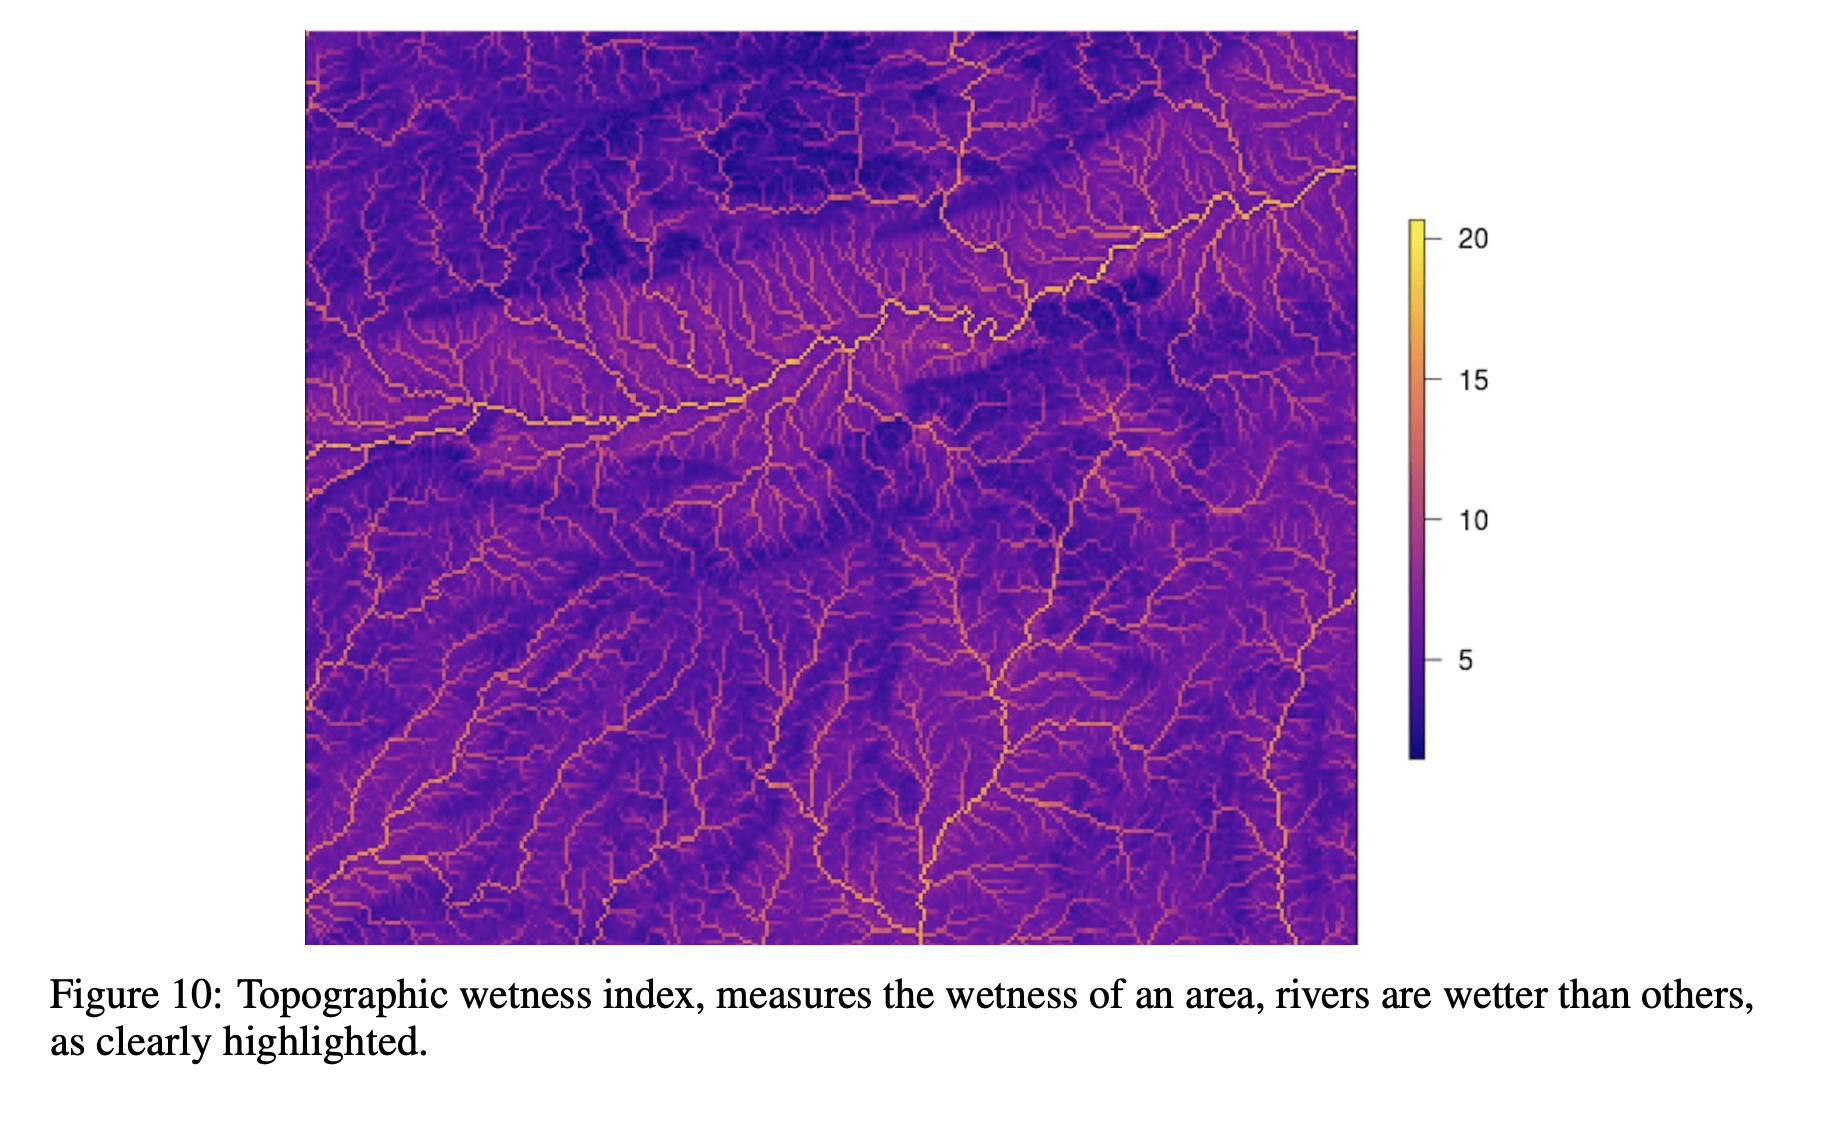 20
15
10
5
Figure 10: Topographic wetness index, measures the wetness of an area, rivers are wetter than others,
as clearly highlighted.